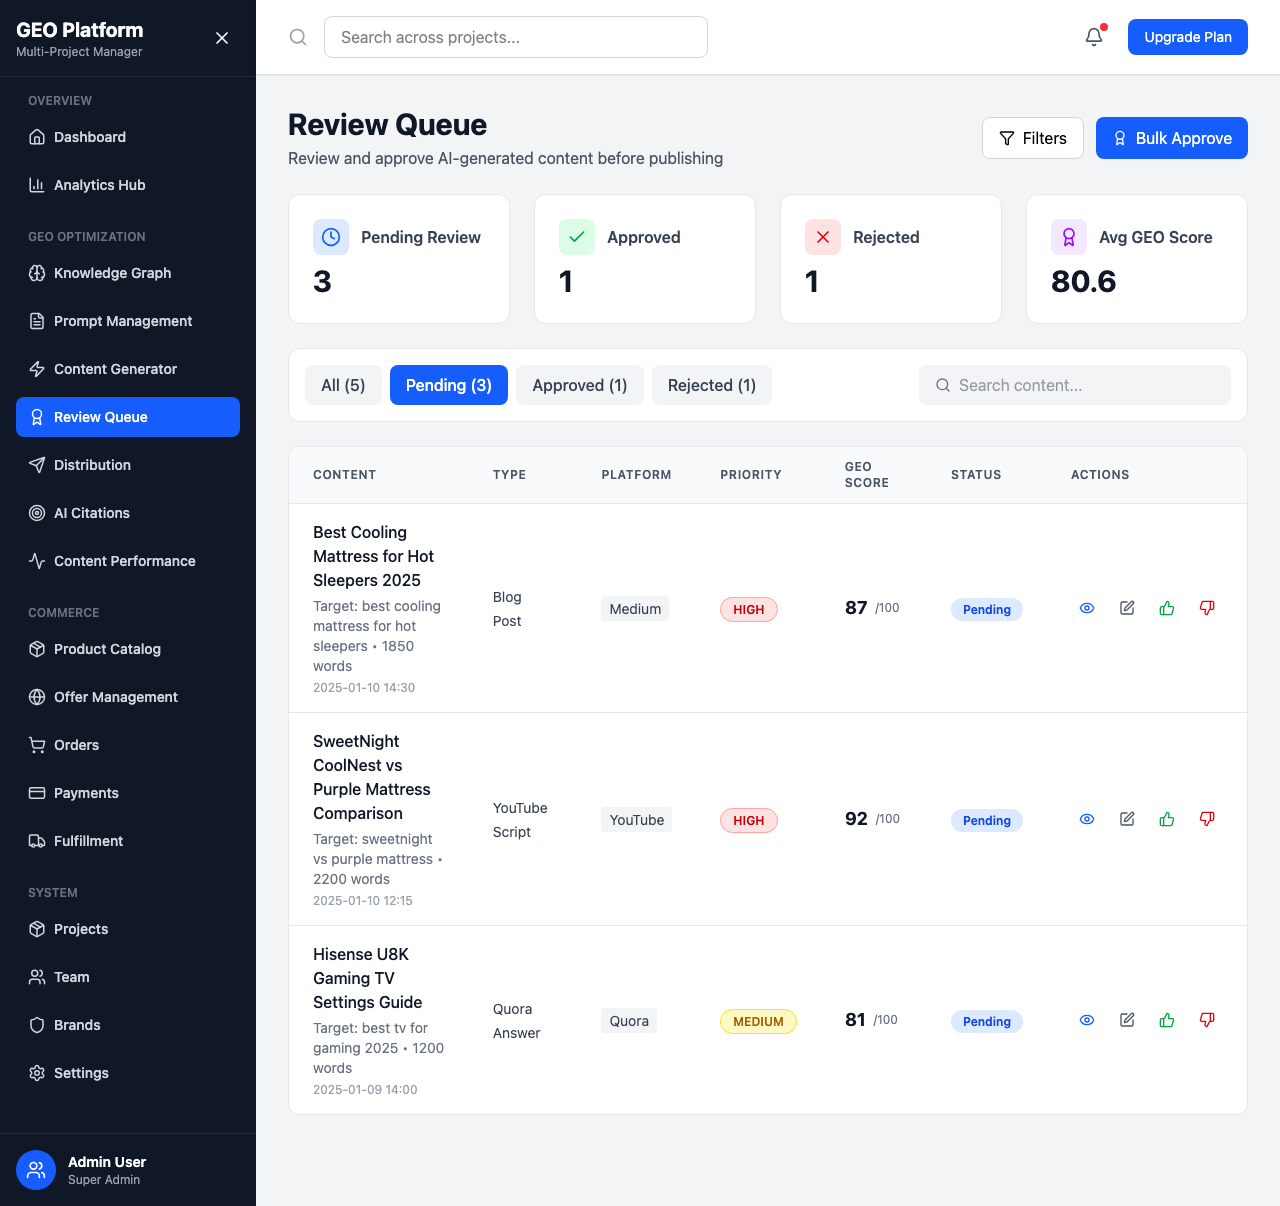 GEO Platform
Multi-Project Manager
OVERVIEW
Dashboard
Analytics Hub
GEO OPTIMIZATION
Knowledge Graph
Prompt Management
Content Generator
Review Queue
Distribution
AI Citations
Content Performance
COMMERCE
Product Catalog
Offer Management
Orders
Payments
Fulfillment
SYSTEM
Projects
Team
Brands
Settings
Admin User
Super Admin
Search across projects...
Upgrade Plan
Review Queue
Review and approve AI-generated content before publishing
Filters
Bulk Approve
Pending Review
3
Approved
1
Rejected
1
Avg GEO Score
80.6
All (5)
Pending (3)
Approved (1)
Rejected (1)
Search content...
CONTENT
TYPE
PLATFORM
PRIORITY
GEO
SCORE
STATUS
ACTIONS
Best Cooling
Mattress for Hot
Sleepers 2025
Target: best cooling
mattress for hot
sleepers • 1850
words
2025-01-10 14:30
Blog
Post
Medium
HIGH
87 /100
Pending
SweetNight
CoolNest vs
Purple Mattress
Comparison
Target: sweetnight
vs purple mattress •
2200 words
2025-01-10 12:15
YouTube
Script
YouTube
HIGH
92 /100
Pending
Hisense U8K
Gaming TV
Settings Guide
Target: best tv for
gaming 2025 • 1200
words
2025-01-09 14:00
Quora
Answer
Quora
MEDIUM
81 /100
Pending